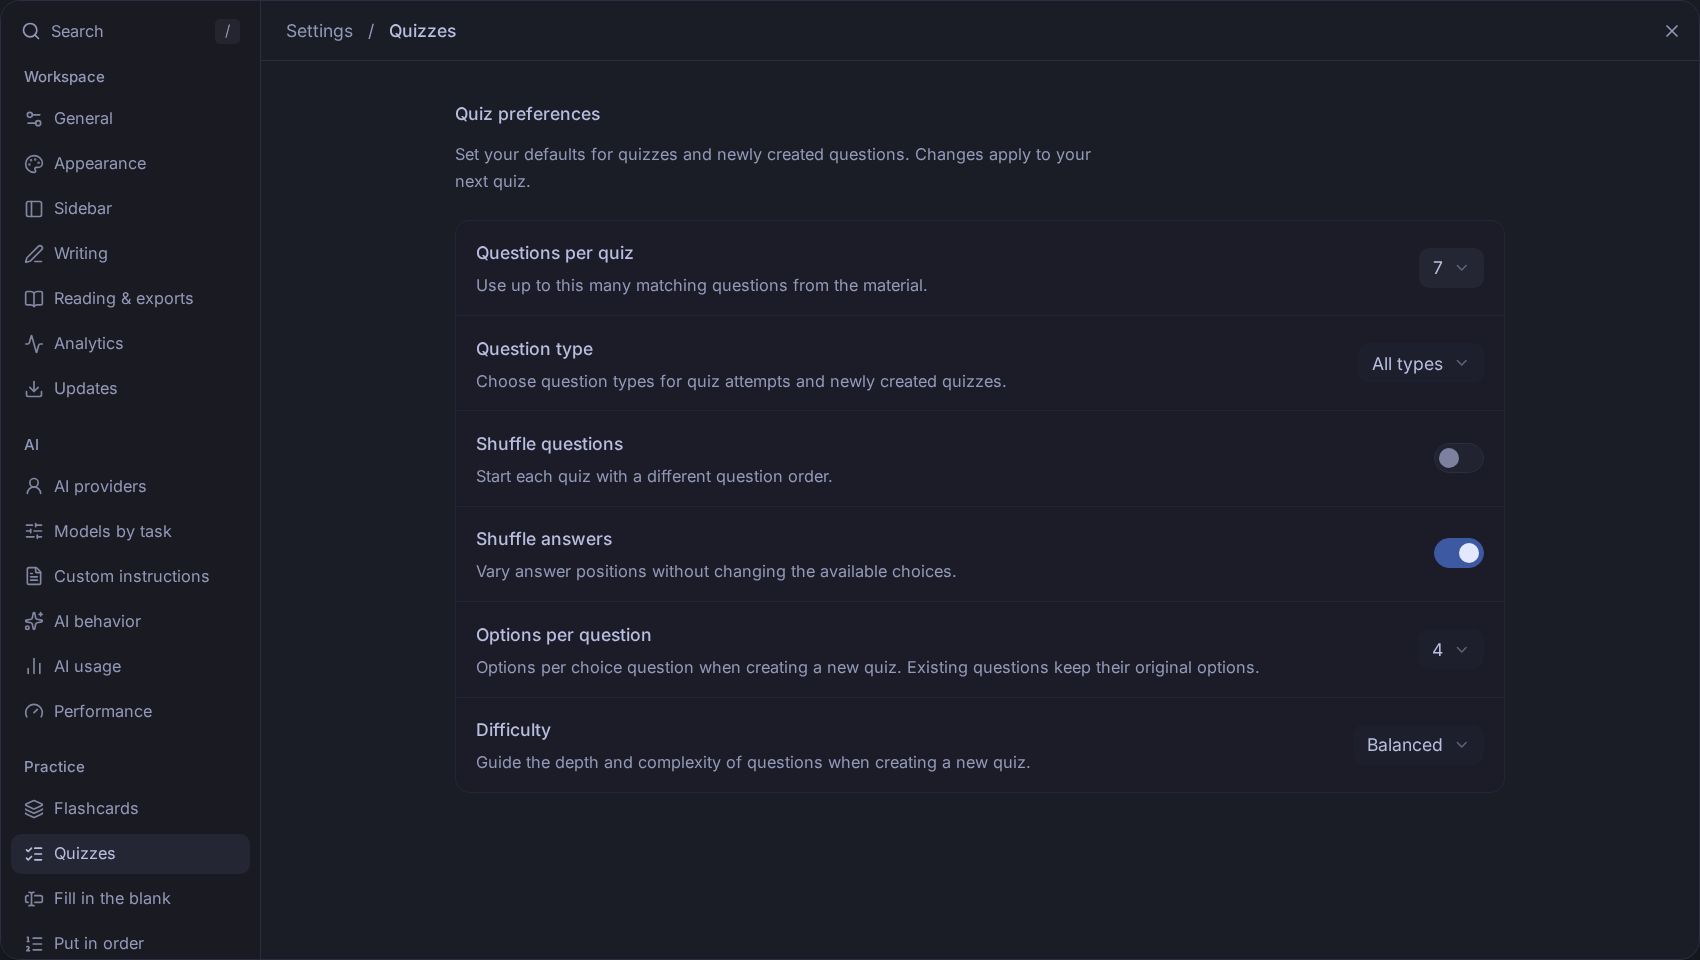 Search /
Workspace
General
Appearance
Sidebar
Writing
Reading & exports
Analytics
Updates
AI
AI providers
Models by task
Custom instructions
AI behavior
AI usage
Performance
Practice
Flashcards
Quizzes
Fill in the blank
Put in order
Settings / Quizzes
Quiz preferences
Set your defaults for quizzes and newly created questions. Changes apply to your
next quiz.
Questions per quiz
Use up to this many matching questions from the material.
7
Question type
Choose question types for quiz attempts and newly created quizzes.
All types
Shuffle questions
Start each quiz with a different question order.
Shuffle answers
Vary answer positions without changing the available choices.
Options per question
Options per choice question when creating a new quiz. Existing questions keep their original options.
4
Difficulty
Guide the depth and complexity of questions when creating a new quiz.
Balanced